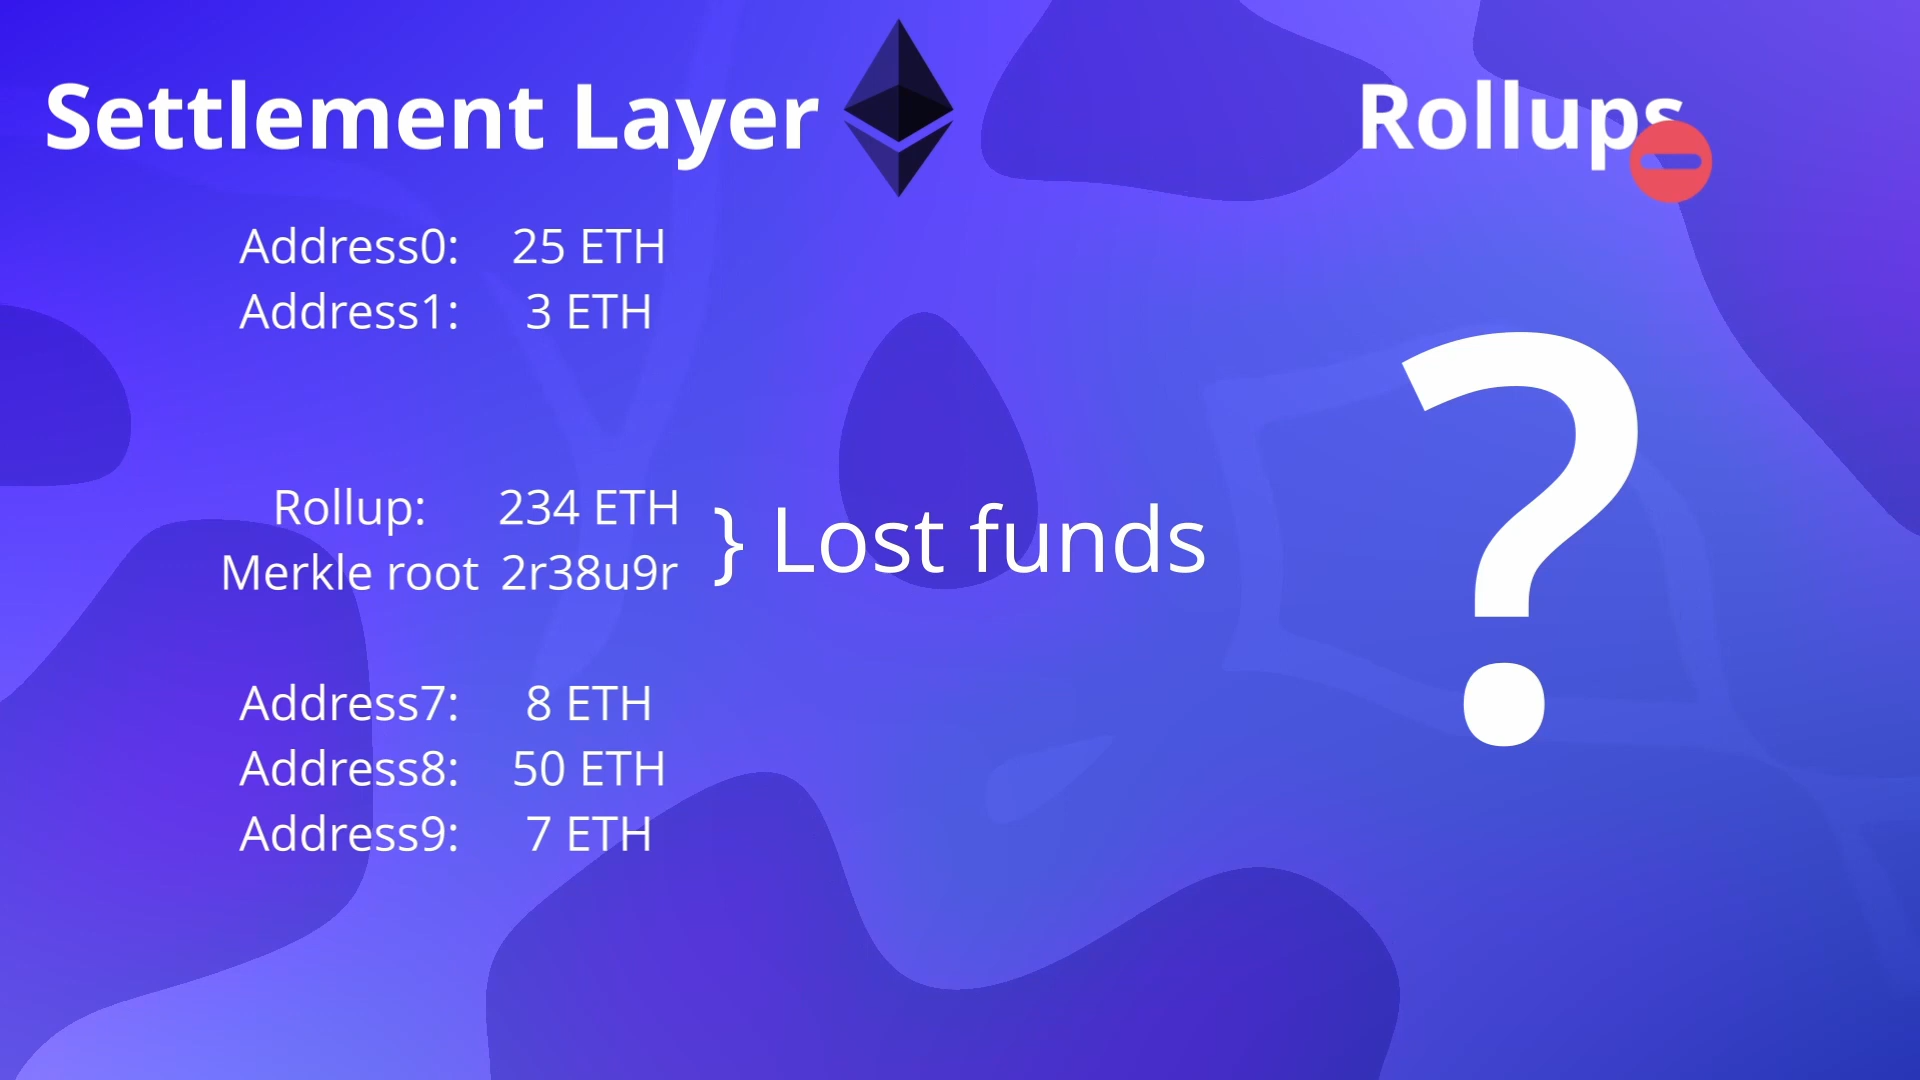 Settlement Layer
Rollups
Address0: 25 ETH
Address1: 3 ETH
Rollup: 234 ETH
Merkle root 2r38u9r
} Lost funds
?
Address7: 8 ETH
Address8: 50 ETH
Address9: 7 ETH